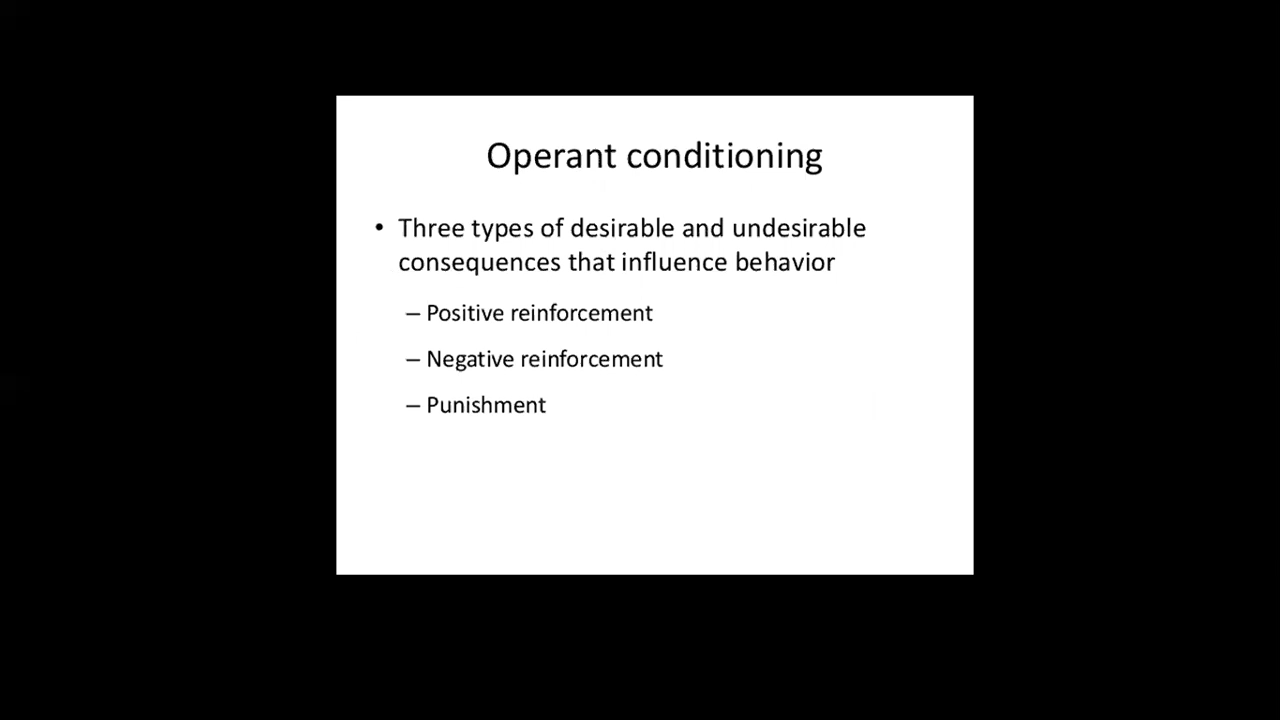 Operant conditioning
• Three types of desirable and undesirable
consequences that influence behavior
– Positive reinforcement
– Negative reinforcement
– Punishment